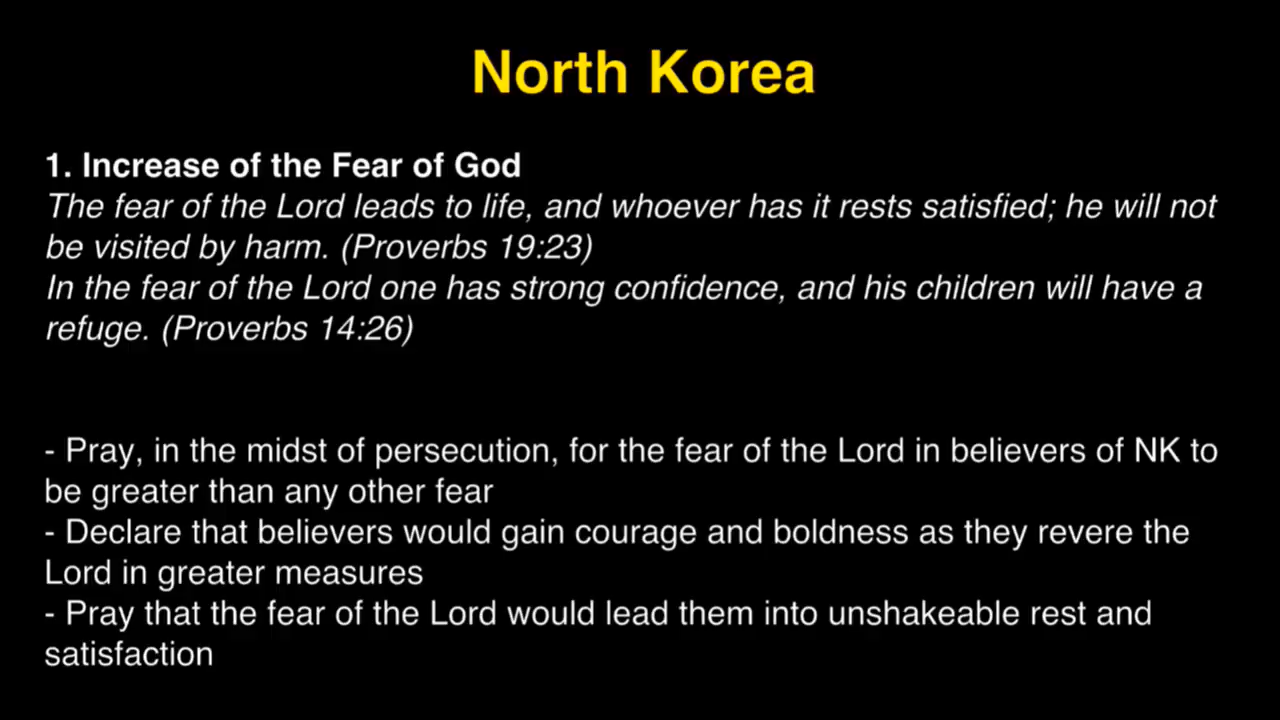 North Korea
1. Increase of the Fear of God
The fear of the Lord leads to life, and whoever has it rests satisfied; he will not
be visited by harm. (Proverbs 19:23)
In the fear of the Lord one has strong confidence, and his children will have a
refuge. (Proverbs 14:26)
- Pray, in the midst of persecution, for the fear of the Lord in believers of NK to
be greater than any other fear
- Declare that believers would gain courage and boldness as they revere the
Lord in greater measures
- Pray that the fear of the Lord would lead them into unshakeable rest and
satisfaction